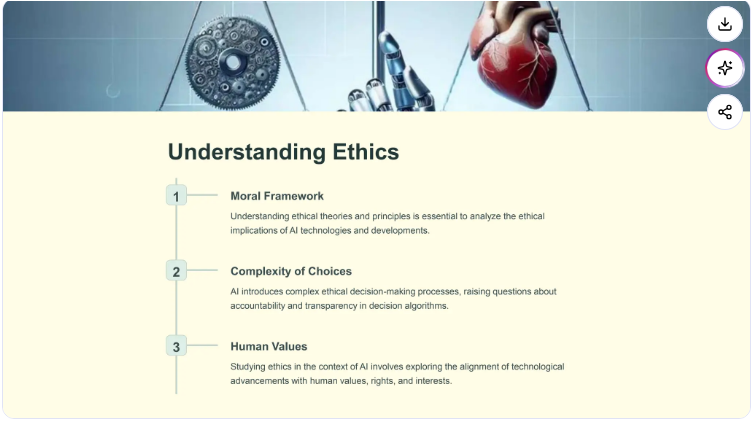 Understanding Ethics
1
Moral Framework
Understanding ethical theories and principles is essential to analyze the ethical
implications of AI technologies and developments.
2
Complexity of Choices
AI introduces complex ethical decision-making processes, raising questions about
accountability and transparency in decision algorithms.
3
Human Values
Studying ethics in the context of AI involves exploring the alignment of technological
advancements with human values, rights, and interests.